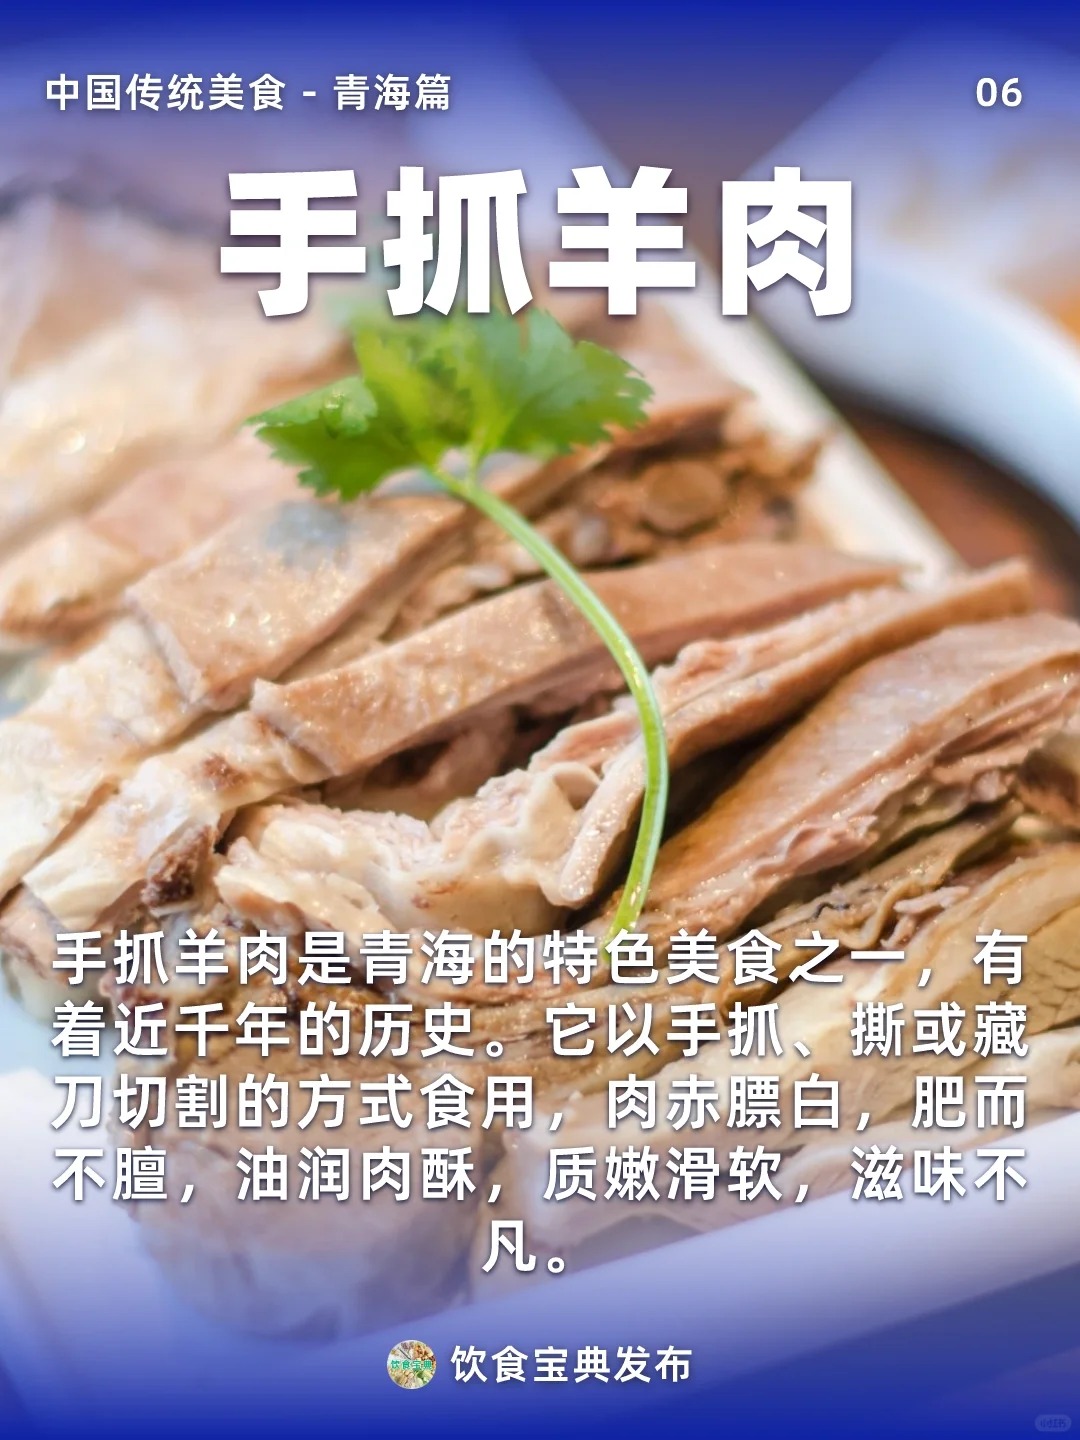 中国传统美食 - 青海篇
06
手抓羊肉
手抓羊肉是青海的特色美食之一，有
着近千年的历史。它以手抓、撕或藏
刀切割的方式食用，肉赤膘白，肥而
不膻，油润肉酥，质嫩滑软，滋味不
凡。
饮食宝典
饮食宝典发布